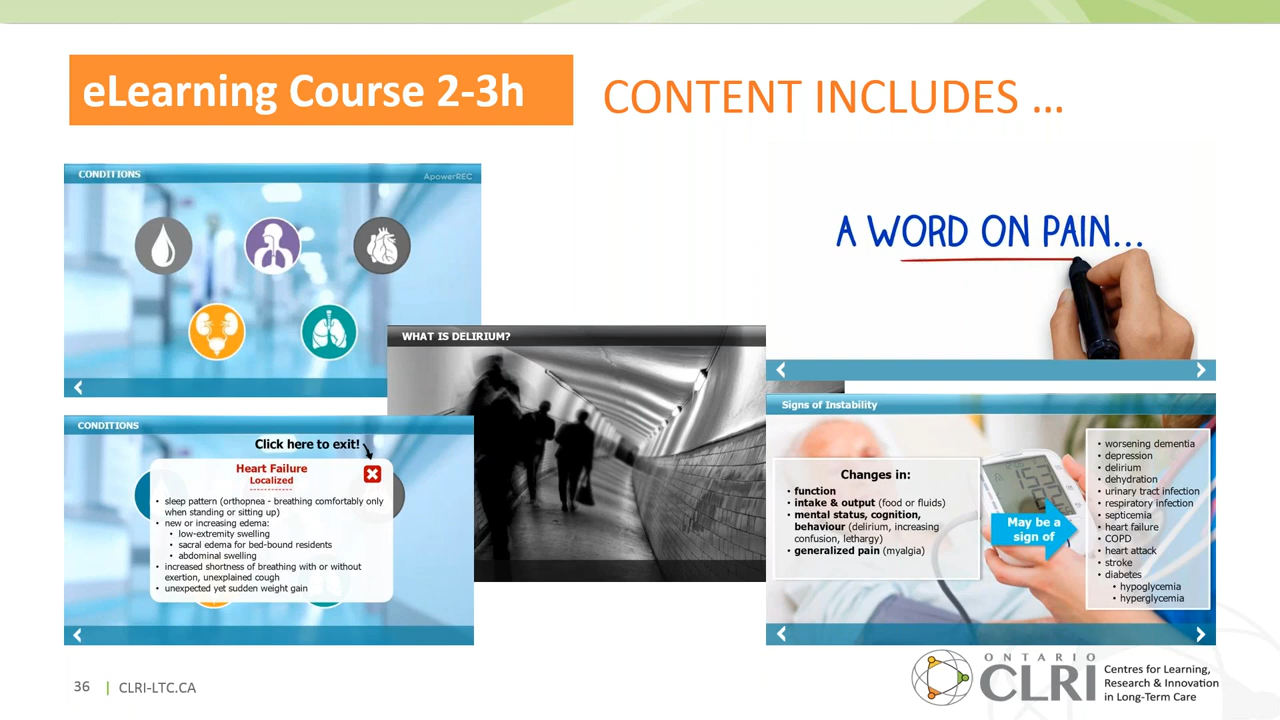 eLearning Course 2-3h
CONTENT INCLUDES ...
CONDITIONS
ApowerREC
A WORD ON PAIN...
WHAT IS DELIRIUM?
CONDITIONS
Click here to exit!
Heart Failure
Localized
• sleep pattern (orthopnea - breathing comfortably only
when standing or sitting up)
• new or increasing edema:
• low-extremity swelling
• sacral edema for bed-bound residents
• abdominal swelling
• increased shortness of breathing with or without
exertion, unexplained cough
• unexpected yet sudden weight gain
Signs of Instability
Changes in:
• function
• intake & output (food or fluids)
• mental status, cognition,
behaviour (delirium, increasing
confusion, lethargy)
• generalized pain (myalgia)
May be a
sign of
• worsening dementia
• depression
• delirium
• dehydration
• urinary tract infection
• respiratory infection
• septicemia
• heart failure
• COPD
• heart attack
• stroke
• diabetes
• hypoglycemia
• hyperglycemia
36 | CLRI-LTC.CA
ONTARIO
CLRI
Centres for Learning,
Research & Innovation
in Long-Term Care